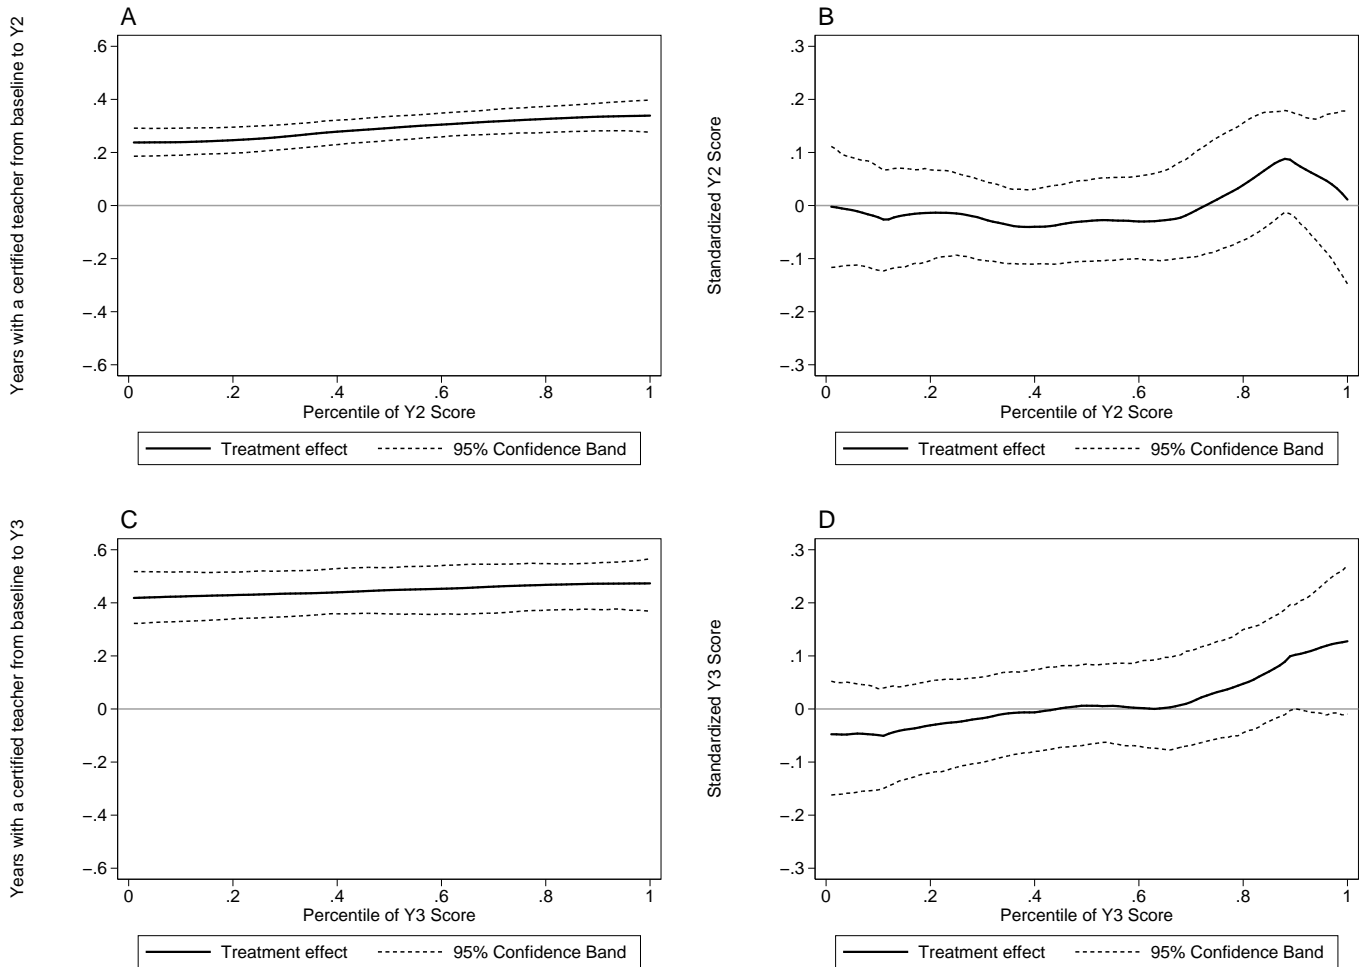 A
Years with a certified teacher from baseline to Y2
.6
.4
.2
0
−.2
−.4
−.6
0 .2 .4 .6 .8 1
Percentile of Y2 Score
Treatment effect 95% Confidence Band
B
Standardized Y2 Score
.3
.2
.1
0
−.1
−.2
−.3
0 .2 .4 .6 .8 1
Percentile of Y2 Score
Treatment effect 95% Confidence Band
C
Years with a certified teacher from baseline to Y3
.6
.4
.2
0
−.2
−.4
−.6
0 .2 .4 .6 .8 1
Percentile of Y3 Score
Treatment effect 95% Confidence Band
D
Standardized Y3 Score
.3
.2
.1
0
−.1
−.2
−.3
0 .2 .4 .6 .8 1
Percentile of Y3 Score
Treatment effect 95% Confidence Band